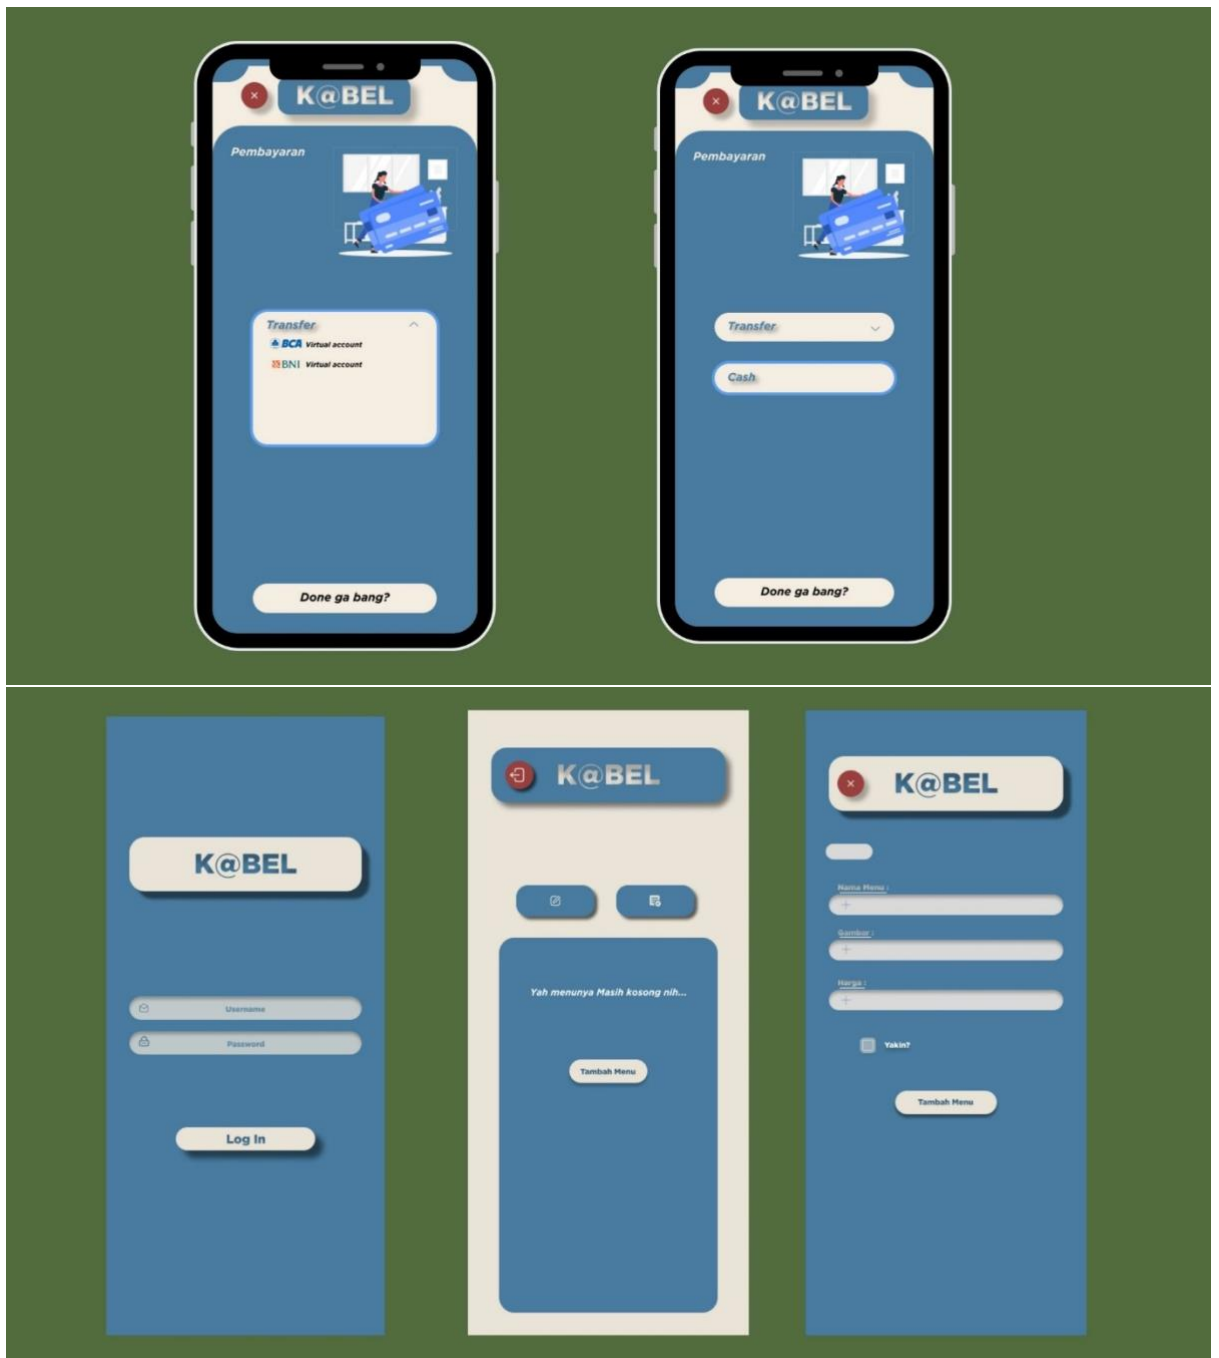 K@BEL
Pembayaran
Transfer
BCA Virtual account
BNI Virtual account
Done ga bang?
K@BEL
Pembayaran
Transfer
Cash
Done ga bang?
K@BEL
Username
Password
Log In
K@BEL
Yah menunya Masih kosong nih...
Tambah Menu
K@BEL
Nama Menu :
Gambar :
Harga :
Yakin?
Tambah Menu